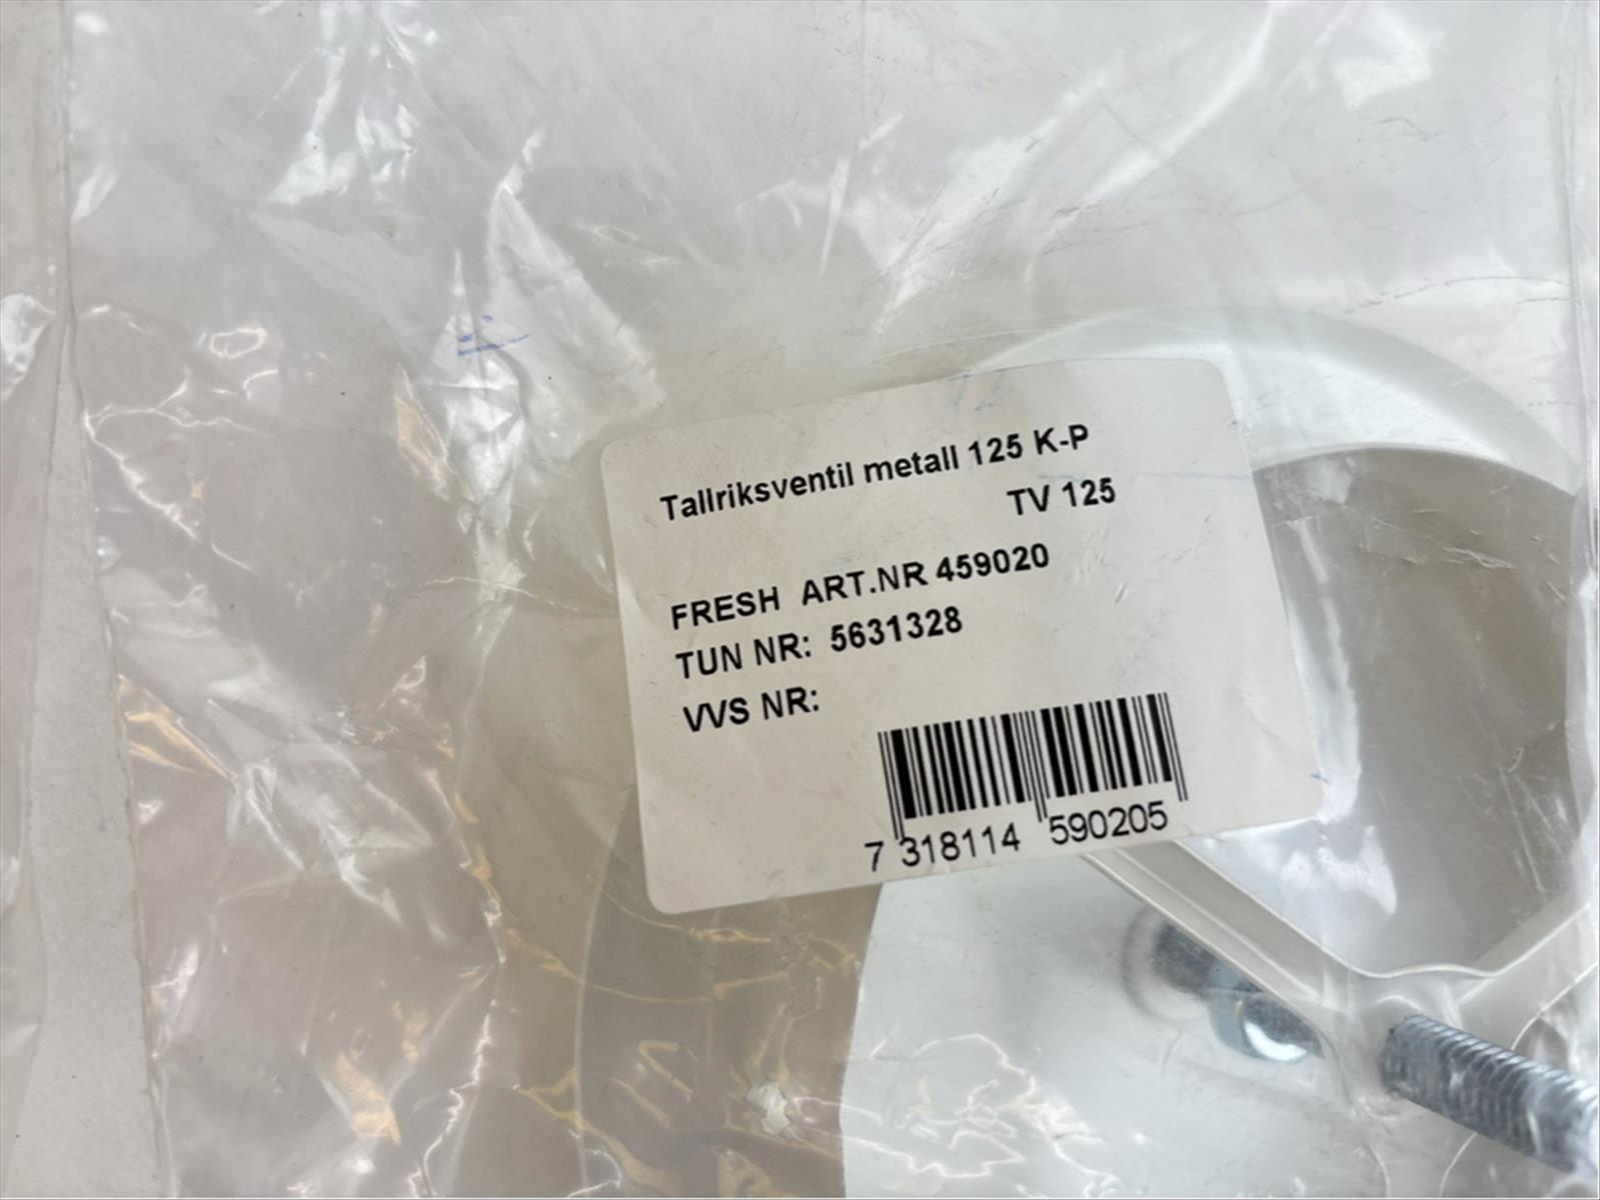 Tallriksventil metall 125 K-P
TV 125
FRESH ART.NR 459020
TUN NR: 5631328
VVS NR:
7 318114 590205